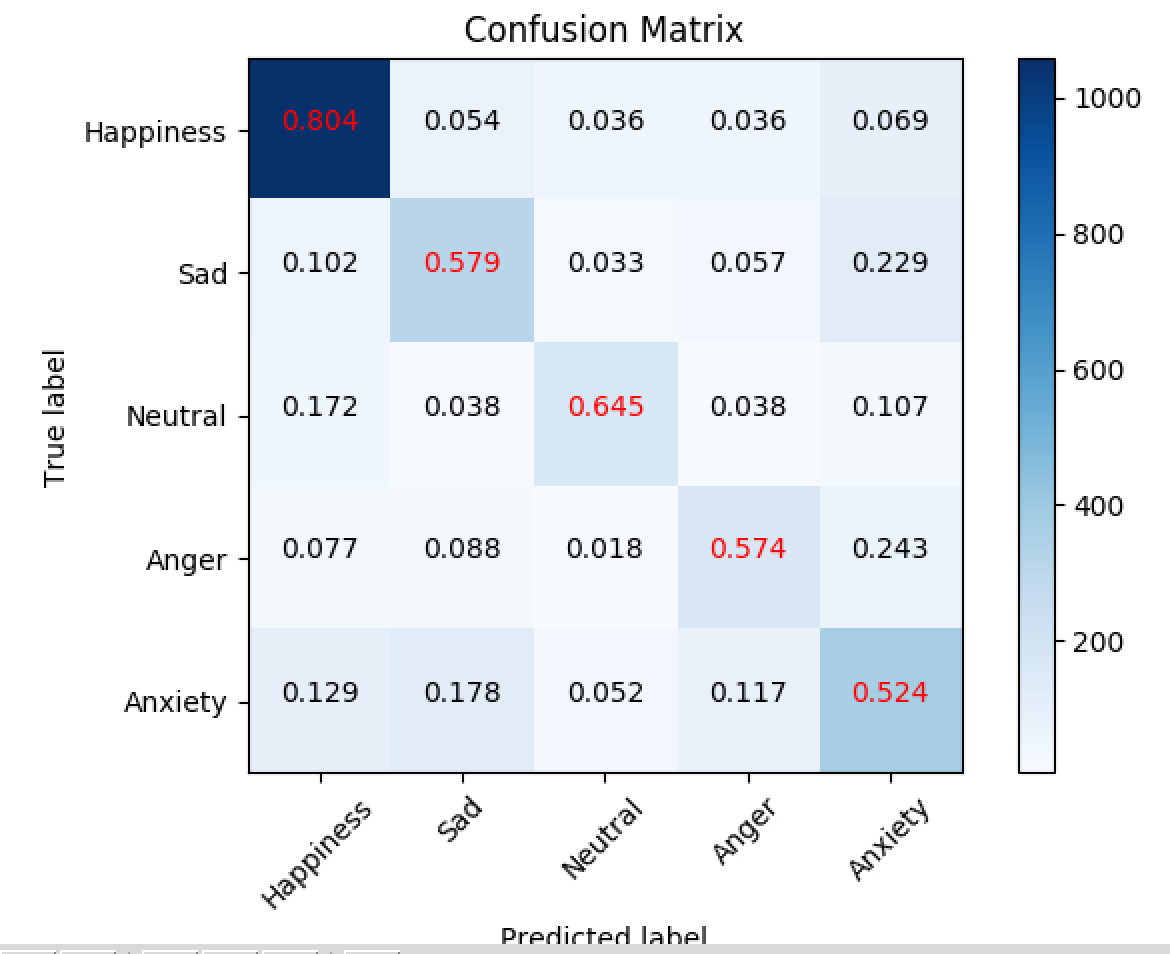 Confusion Matrix
Happiness 0.804 0.054 0.036 0.036 0.069
Sad 0.102 0.579 0.033 0.057 0.229
Neutral 0.172 0.038 0.645 0.038 0.107
Anger 0.077 0.088 0.018 0.574 0.243
Anxiety 0.129 0.178 0.052 0.117 0.524
True label
Happiness Sad Neutral Anger Anxiety
Predicted label
1000
800
600
400
200